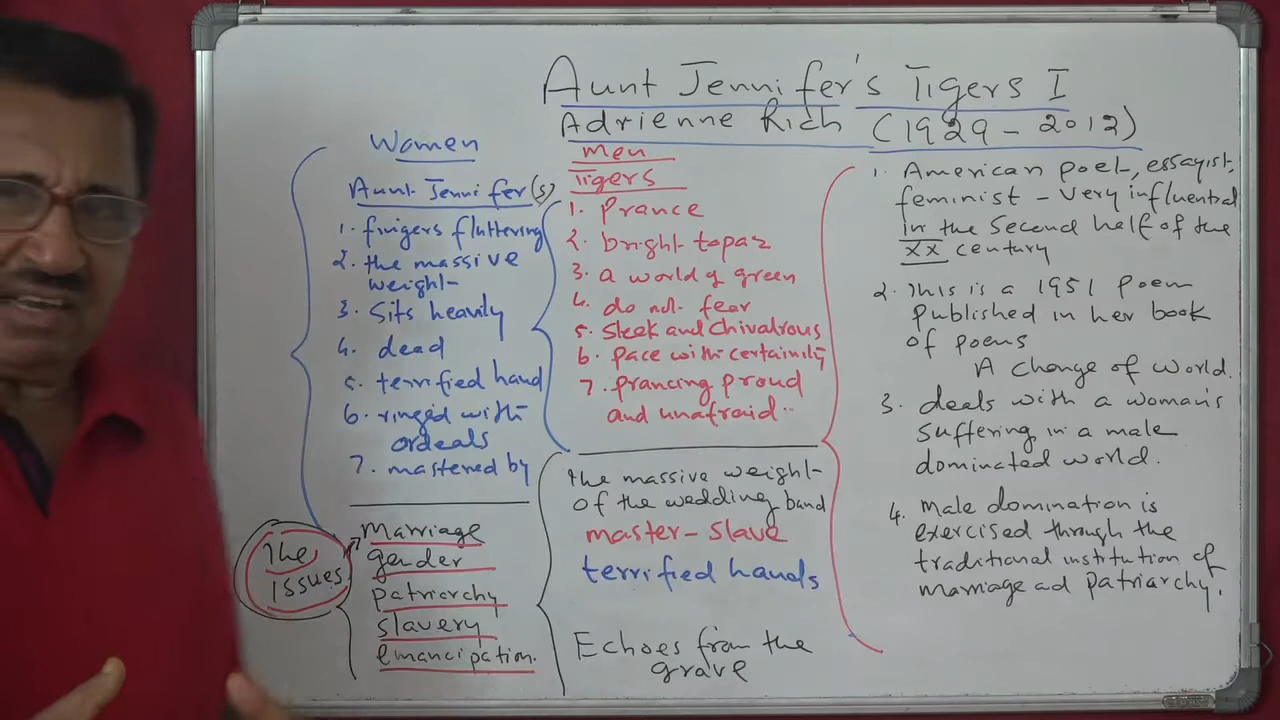 Aunt Jennifer's Tigers I
Adrienne Rich (1929 - 2012)
Women
Aunt Jennifer(s)
1. fingers fluttering
2. the massive
weight
3. Sits heavily
4. dead
5. terrified hand
6. ringed with
ordeals
7. mastered by
Men
Tigers
1. Prance
2. bright topaz
3. a world of green
4. do not fear
5. Sleek and Chivalrous
6. pace with certainity
7. prancing proud
and unafraid..
The Issues
Marriage
gender
Patriarchy
slavery
emancipation.
the massive weight
of the wedding band
master - slave
terrified hands
Echoes from the
grave
1. American poet, essayist,
feminist - Very influential
in the Second half of the
XX century
2. This is a 1951 poem
published in her book
of poems
A Change of World.
3. deals with a woman's
suffering in a male
dominated world.
4. Male domination is
exercised through the
traditional institution of
marriage ad Patriarchy.